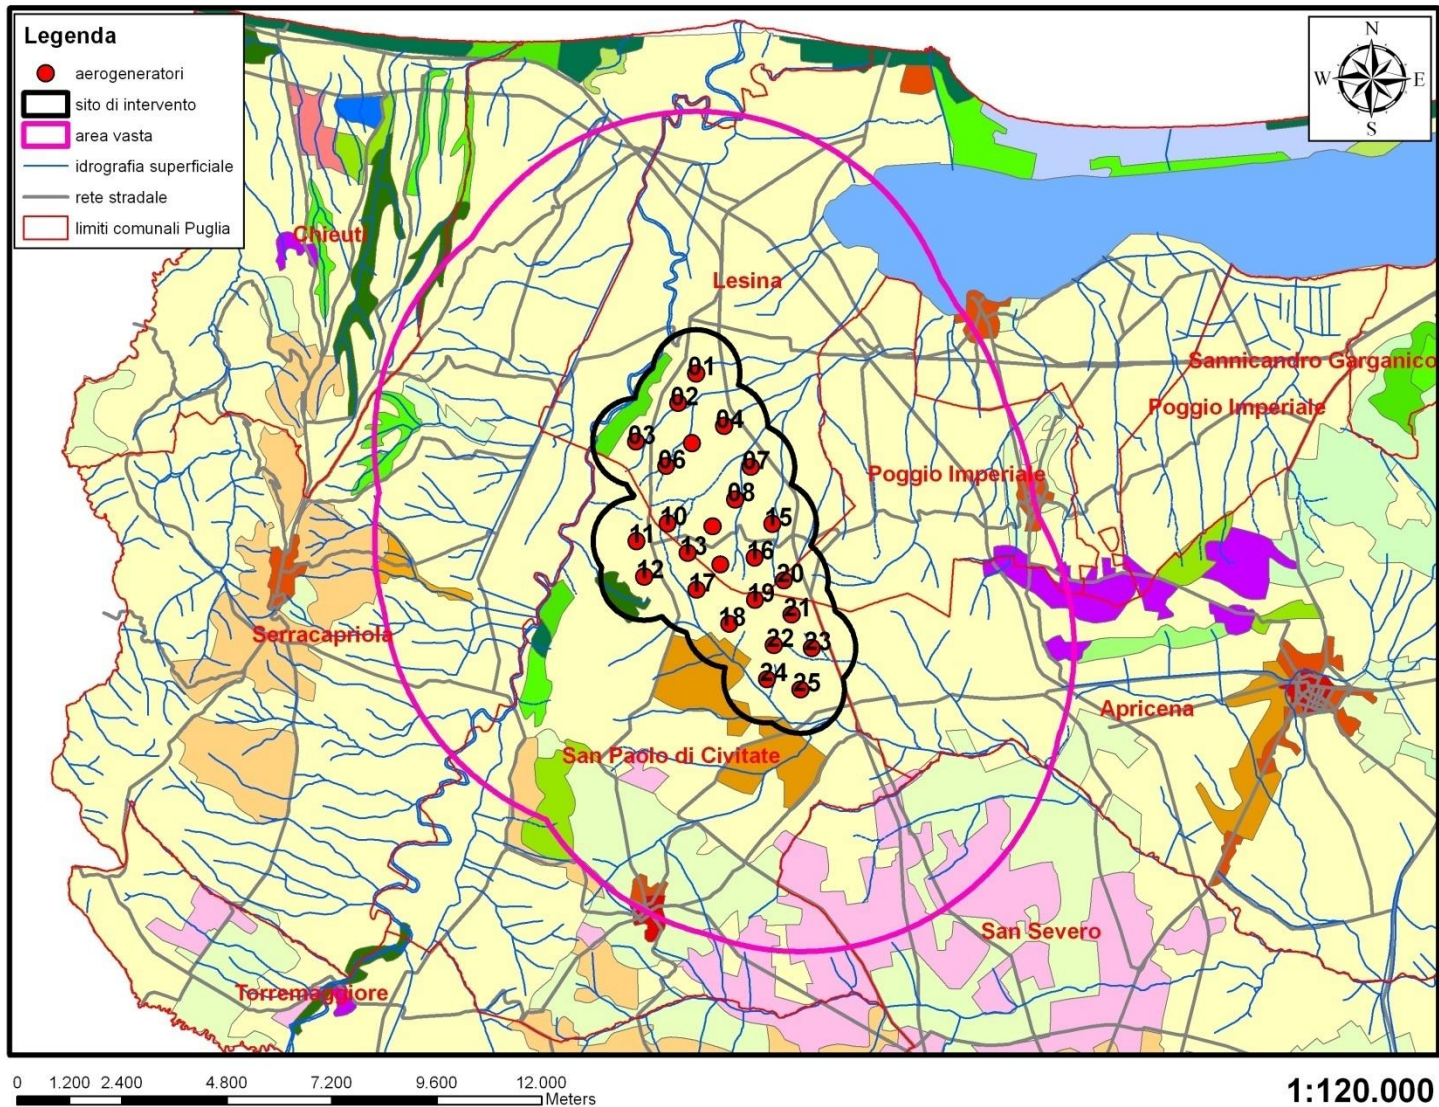 Legenda
aerogeneratori
sito di intervento
area vasta
idrografia superficiale
rete stradale
limiti comunali Puglia
N
W E
S
Chieuti
Lesina
Sannicandro Garganico
Poggio Imperiale
Poggio Imperiale
01
02
04
03
06
07
08
10
15
11
13
16
12
17
20
19
21
18
22
23
24
25
Serracapriola
Apricena
San Paolo di Civitate
San Severo
Torremaggiore
0 1.200 2.400 4.800 7.200 9.600 12.000
Meters
1:120.000